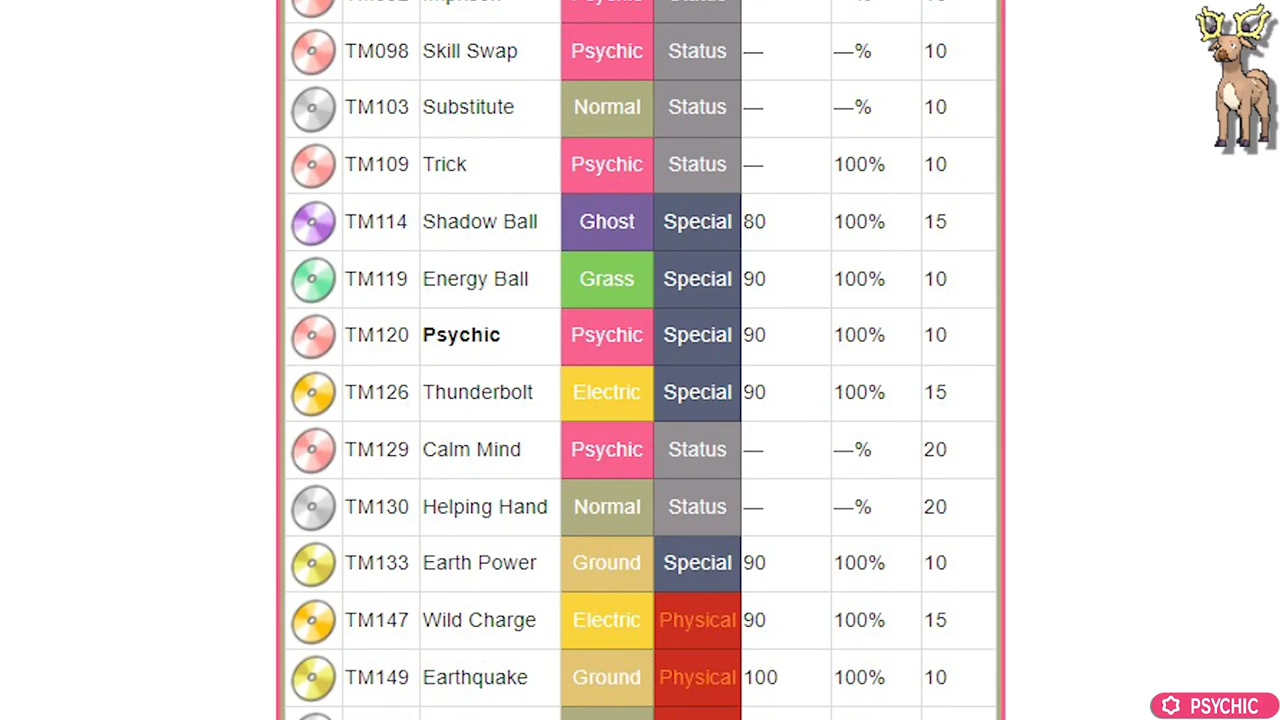 TM098 Skill Swap Psychic Status — —% 10
TM103 Substitute Normal Status — —% 10
TM109 Trick Psychic Status — 100% 10
TM114 Shadow Ball Ghost Special 80 100% 15
TM119 Energy Ball Grass Special 90 100% 10
TM120 Psychic Psychic Special 90 100% 10
TM126 Thunderbolt Electric Special 90 100% 15
TM129 Calm Mind Psychic Status — —% 20
TM130 Helping Hand Normal Status — —% 20
TM133 Earth Power Ground Special 90 100% 10
TM147 Wild Charge Electric Physical 90 100% 15
TM149 Earthquake Ground Physical 100 100% 10
PSYCHIC